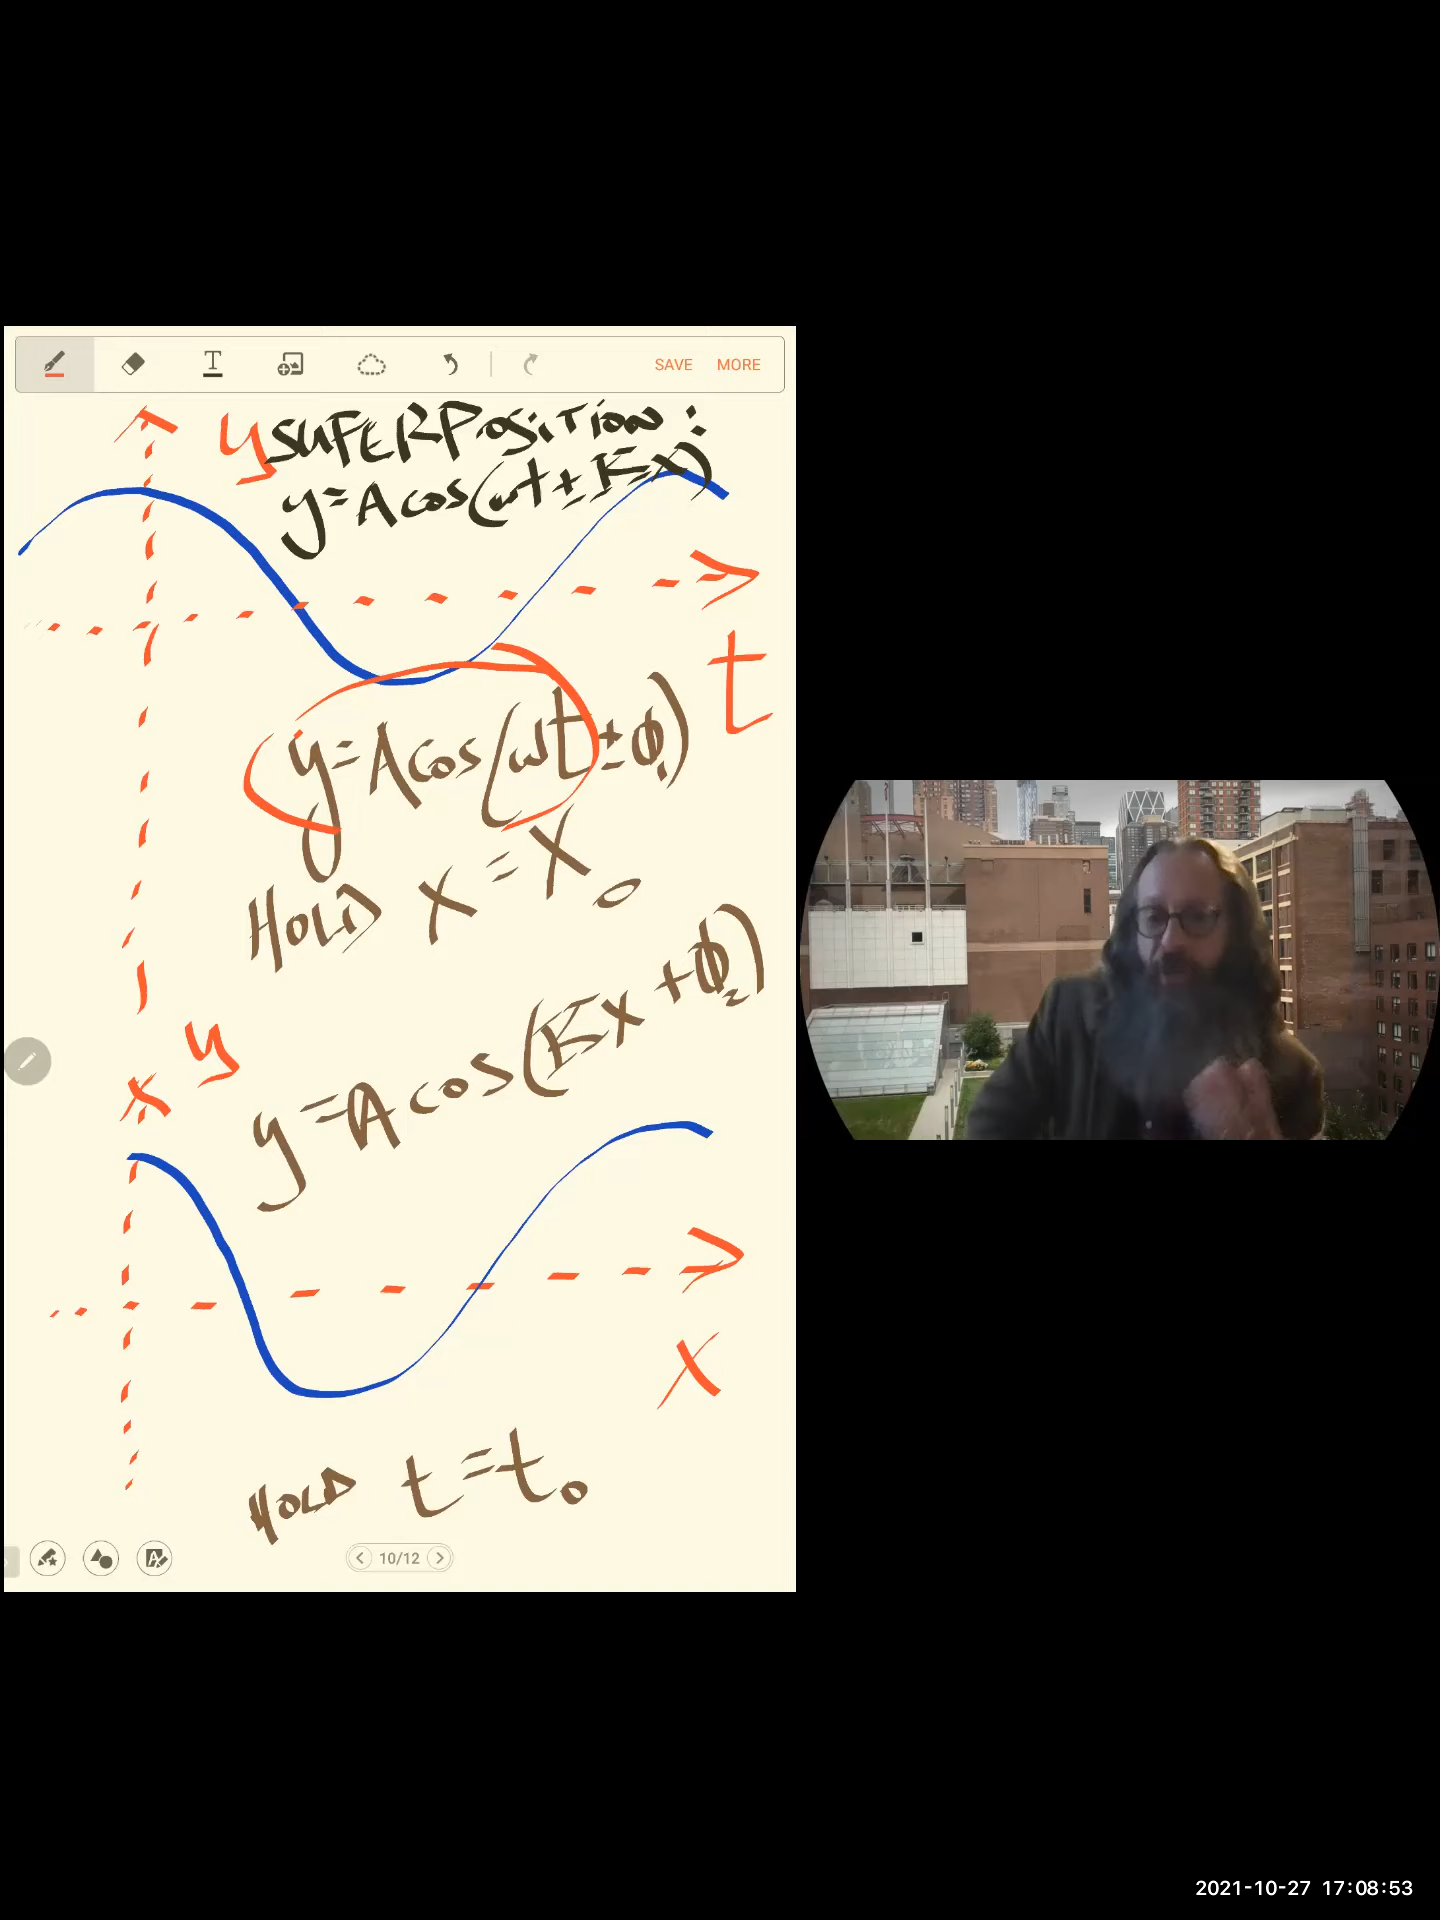 SAVE MORE
y SUPERPOSITION:
y=Acos(ωt±Kx)
t
y=Acos(ωt±ϕ₁)
HOLD X=X₀
y
y=Acos(Kx+ϕ₂)
X
HOLD t=t₀
10/12
2021-10-27 17:08:53